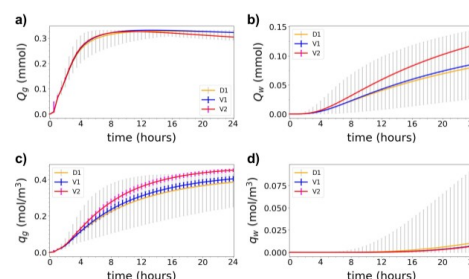 a)
Q_g (mmol)
0.3
0.2
0.1
0.0
0 4 8 12 16 20 24
time (hours)
D1
V1
V2
b)
Q_w (mmol)
0.15
0.10
0.05
0.00
0 4 8 12 16 20 24
time (hours)
D1
V1
V2
c)
q_g (mol/m³)
0.4
0.2
0.0
0 4 8 12 16 20 24
time (hours)
D1
V1
V2
d)
q_w (mol/m³)
0.075
0.050
0.025
0.000
0 4 8 12 16 20 24
time (hours)
D1
V1
V2